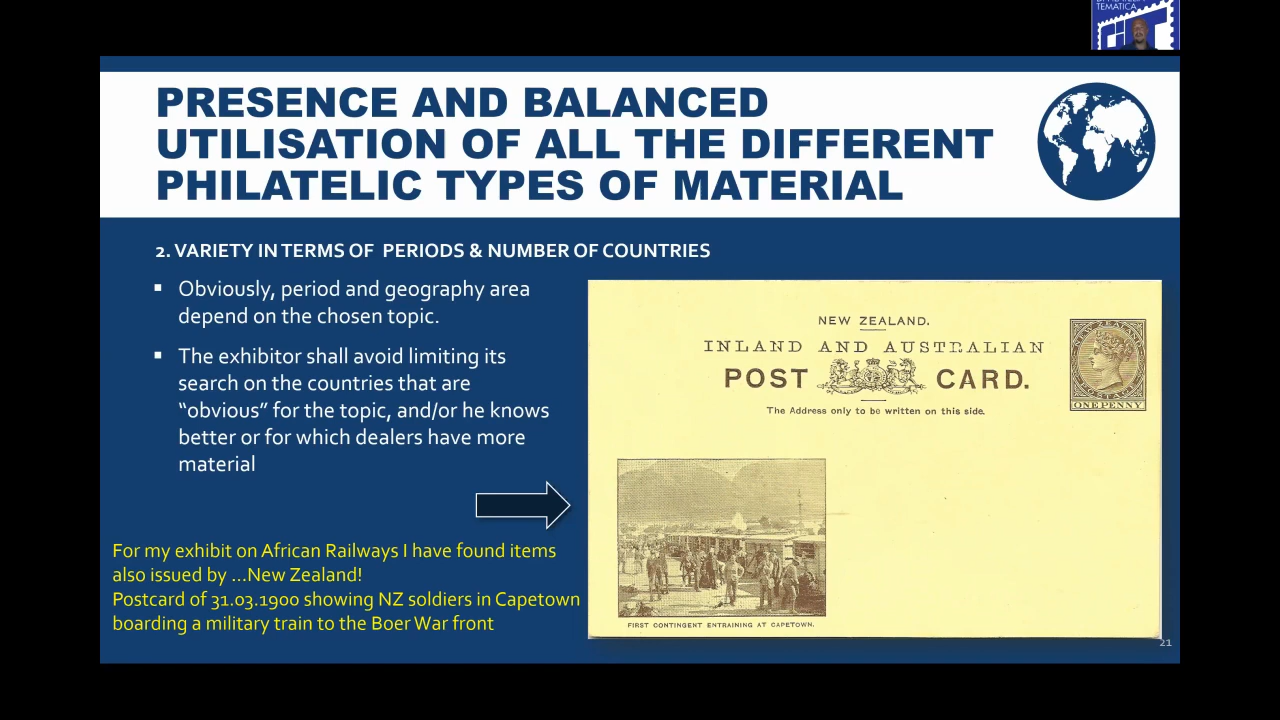 DI FILATELIA
TEMATICA
PRESENCE AND BALANCED
UTILISATION OF ALL THE DIFFERENT
PHILATELIC TYPES OF MATERIAL
2. VARIETY IN TERMS OF PERIODS & NUMBER OF COUNTRIES
▪ Obviously, period and geography area
depend on the chosen topic.
▪ The exhibitor shall avoid limiting its
search on the countries that are
“obvious” for the topic, and/or he knows
better or for which dealers have more
material
For my exhibit on African Railways I have found items
also issued by ...New Zealand!
Postcard of 31.03.1900 showing NZ soldiers in Capetown
boarding a military train to the Boer War front
NEW ZEALAND.
INLAND AND AUSTRALIAN
POST CARD.
The Address only to be written on this side.
NEW ZEALAND
POSTAGE
ONE PENNY
FIRST CONTINGENT ENTRAINING AT CAPETOWN.
21